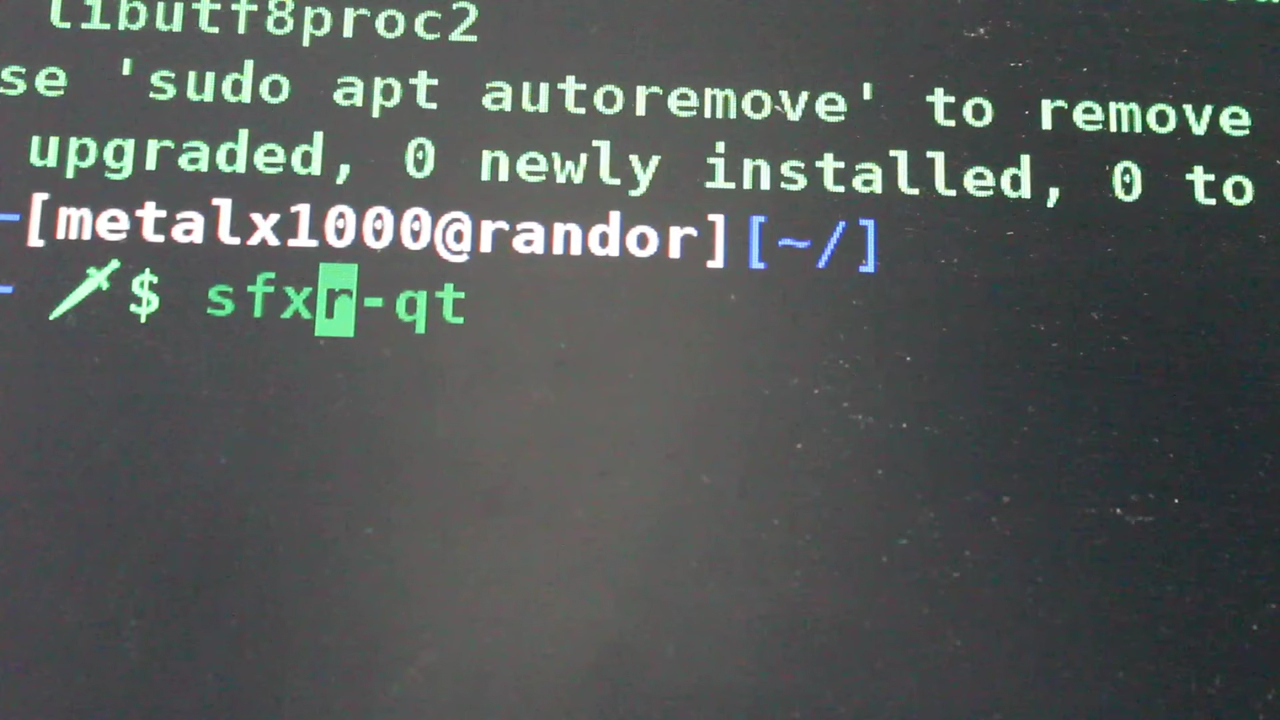 libutf8proc2
se 'sudo apt autoremove' to remove
upgraded, 0 newly installed, 0 to
-[metalx1000@randor][~/]
- 🗡$ sfxr-qt